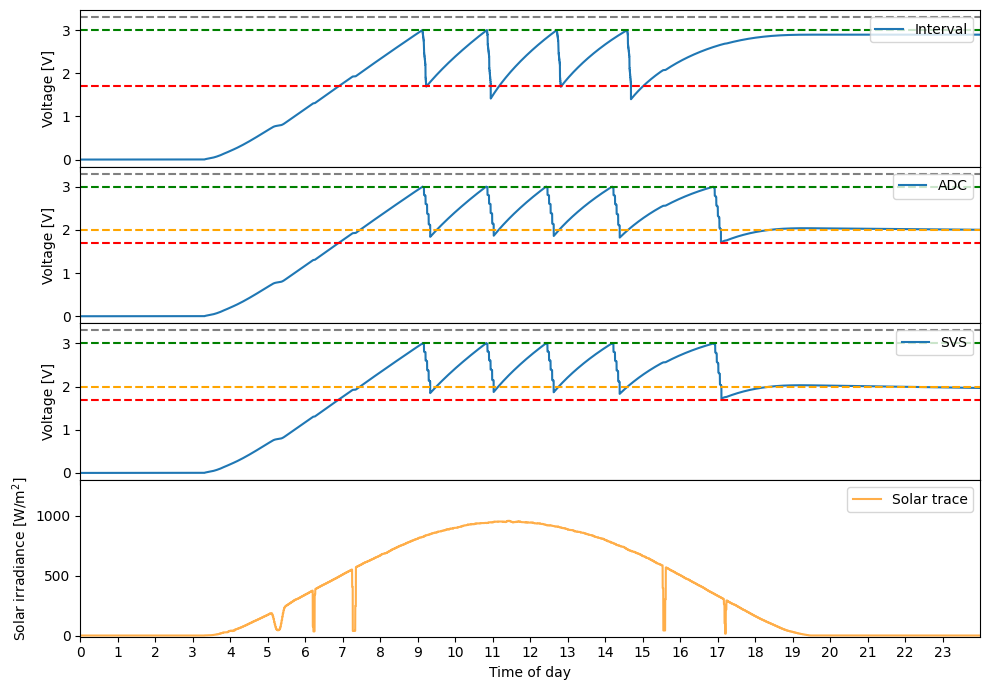 Voltage [V]
3
2
1
0
Interval
Voltage [V]
3
2
1
0
ADC
Voltage [V]
3
2
1
0
SVS
Solar irradiance [W/m²]
1000
500
0
Solar trace
0 1 2 3 4 5 6 7 8 9 10 11 12 13 14 15 16 17 18 19 20 21 22 23
Time of day